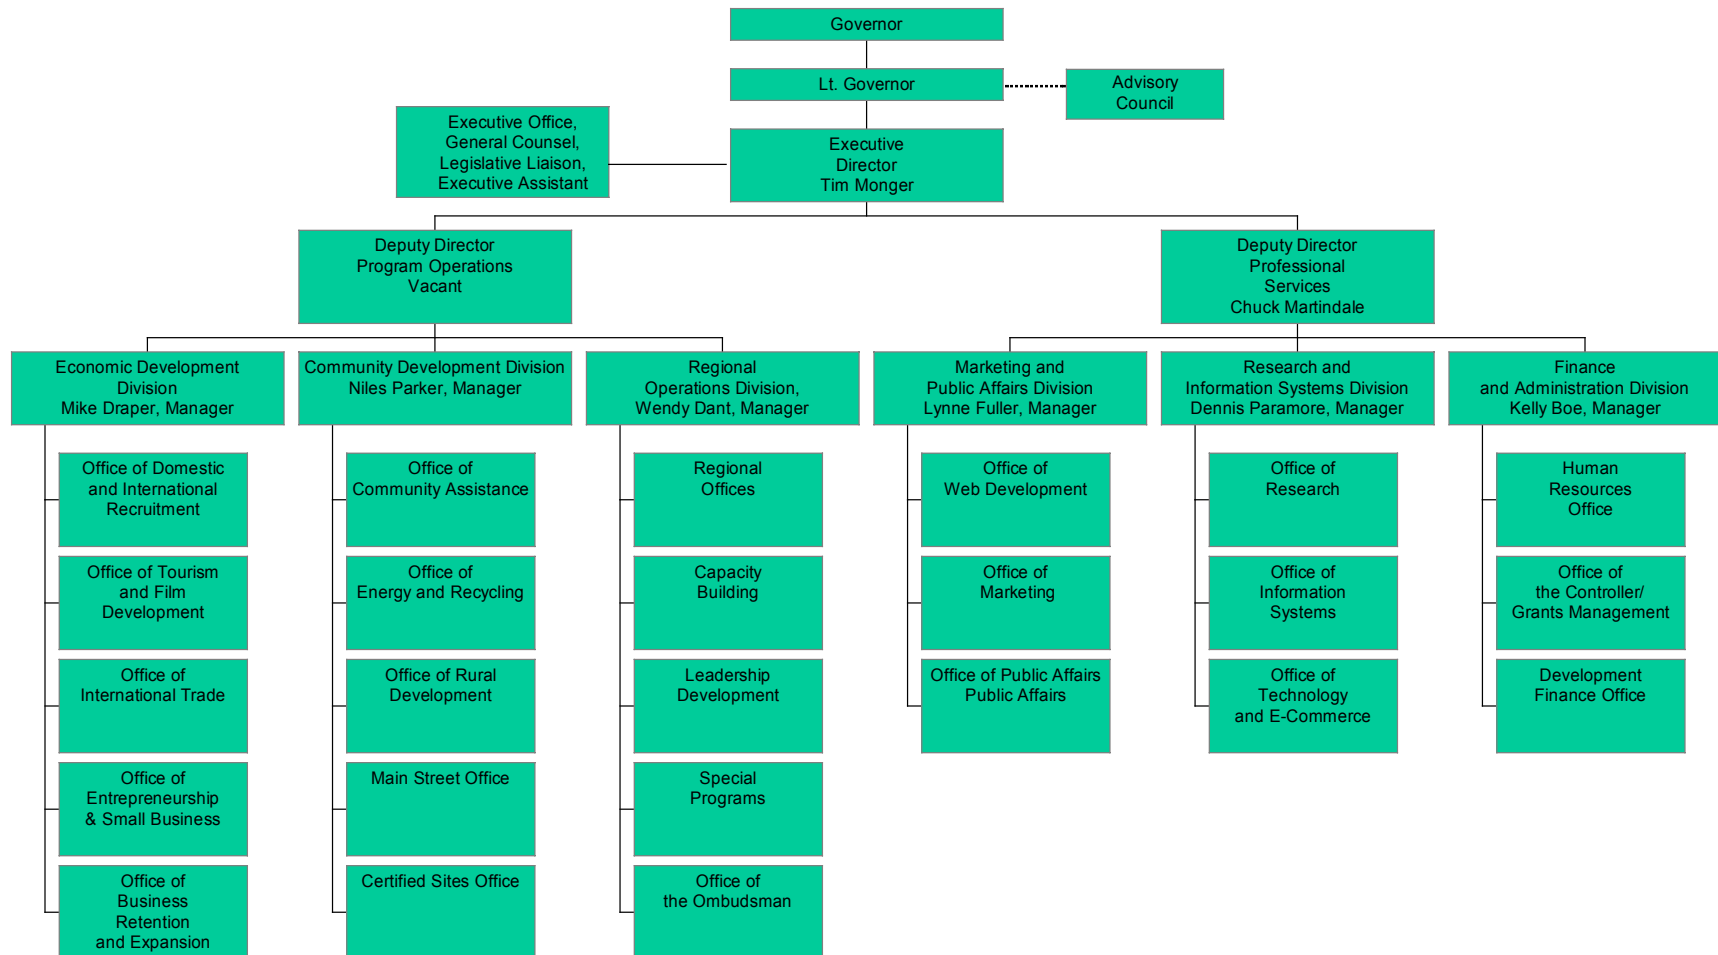 Governor
Lt. Governor
Advisory
Council
Executive Office,
General Counsel,
Legislative Liaison,
Executive Assistant
Executive
Director
Tim Monger
Deputy Director
Program Operations
Vacant
Deputy Director
Professional
Services
Chuck Martindale
Economic Development
Division
Mike Draper, Manager
Community Development Division
Niles Parker, Manager
Regional
Operations Division,
Wendy Dant, Manager
Marketing and
Public Affairs Division
Lynne Fuller, Manager
Research and
Information Systems Division
Dennis Paramore, Manager
Finance
and Administration Division
Kelly Boe, Manager
Office of Domestic
and International
Recruitment
Office of Tourism
and Film
Development
Office of
International Trade
Office of
Entrepreneurship
& Small Business
Office of
Business
Retention
and Expansion
Office of
Community Assistance
Office of
Energy and Recycling
Office of Rural
Development
Main Street Office
Certified Sites Office
Regional
Offices
Capacity
Building
Leadership
Development
Special
Programs
Office of
the Ombudsman
Office of
Web Development
Office of
Marketing
Office of Public Affairs
Public Affairs
Office of
Research
Office of
Information
Systems
Office of
Technology
and E-Commerce
Human
Resources
Office
Office of
the Controller/
Grants Management
Development
Finance Office